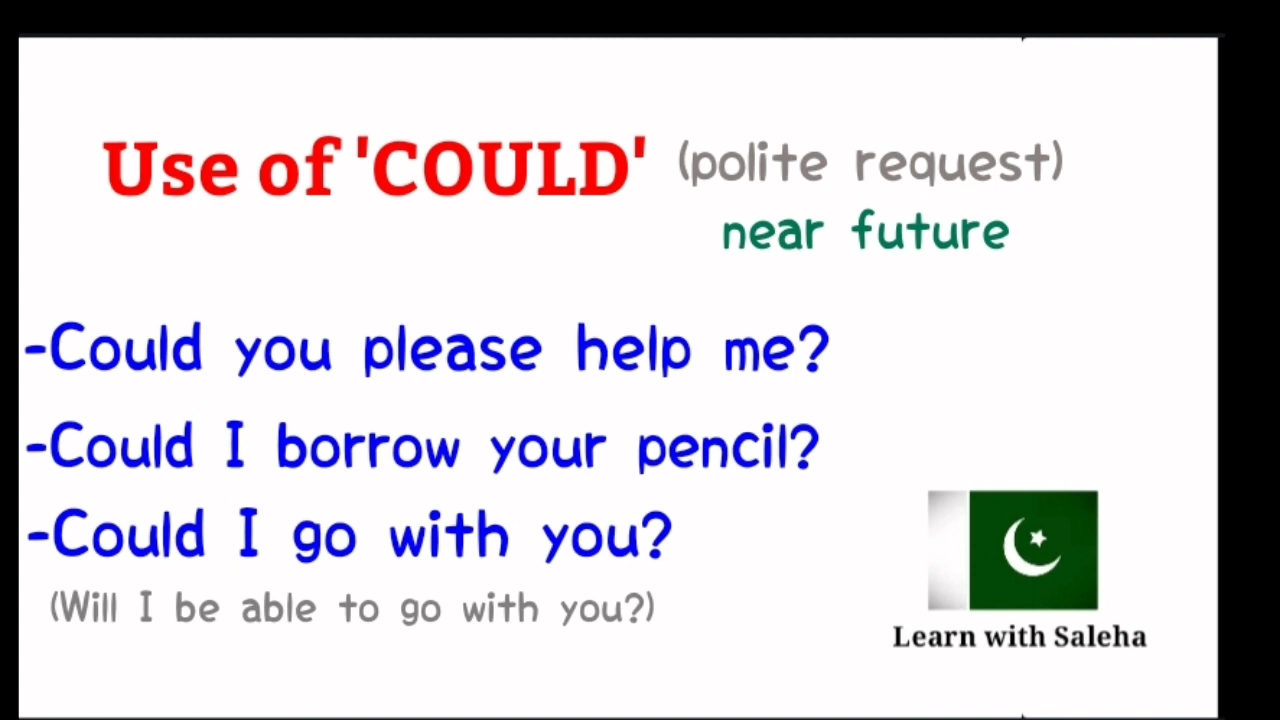 Use of 'COULD' (polite request)
near future
-Could you please help me?
-Could I borrow your pencil?
-Could I go with you?
(Will I be able to go with you?)
Learn with Saleha